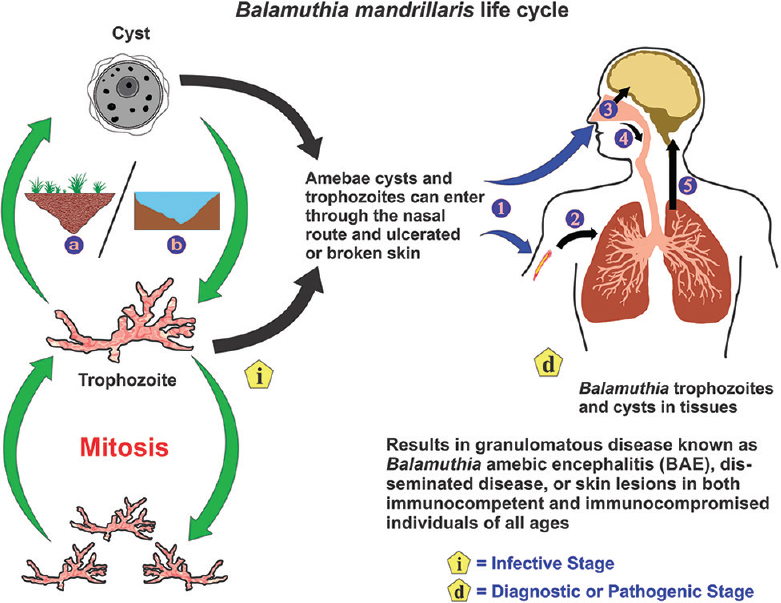 Balamuthia mandrillaris life cycle
Cyst
a
b
Trophozoite
i
Mitosis
Amebae cysts and
trophozoites can enter
through the nasal
route and ulcerated
or broken skin
1
2
3
4
5
d
Balamuthia trophozoites
and cysts in tissues
Results in granulomatous disease known as
Balamuthia amebic encephalitis (BAE), dis-
seminated disease, or skin lesions in both
immunocompetent and immunocompromised
individuals of all ages
i = Infective Stage
d = Diagnostic or Pathogenic Stage